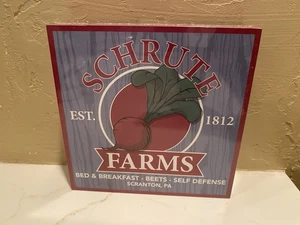 SCHRUTE
EST. 1812
FARMS
BED & BREAKFAST · BEETS · SELF DEFENSE
SCRANTON, PA